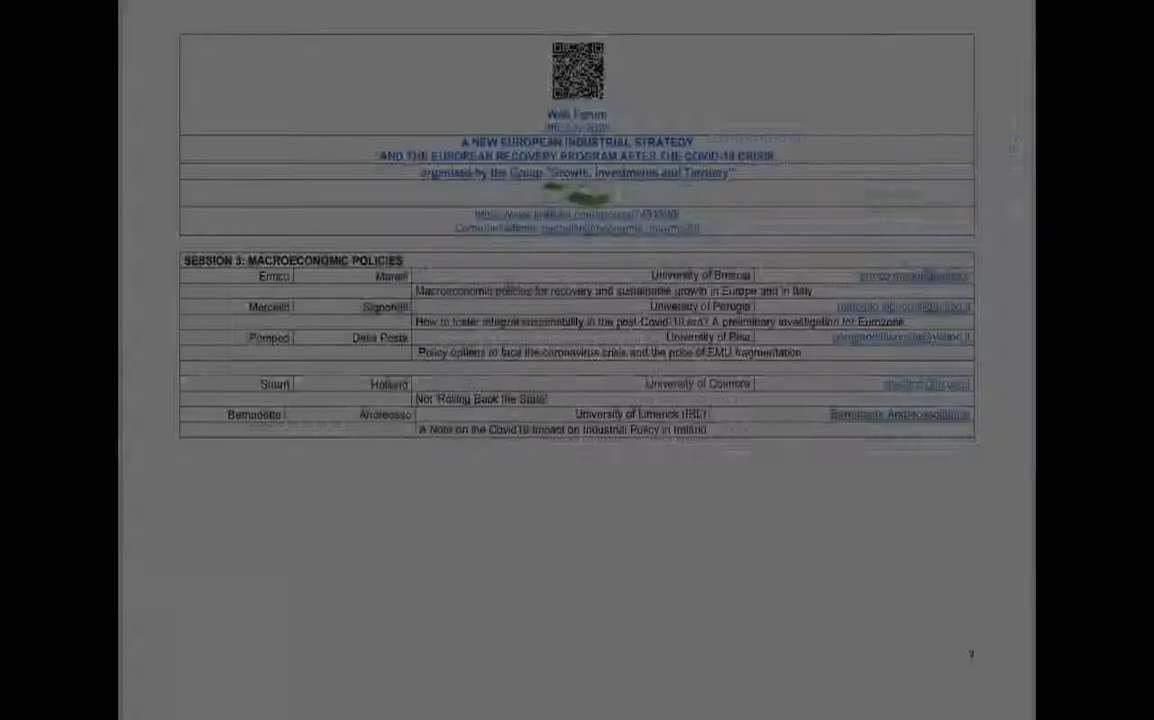 Web Forum
A NEW EUROPEAN INDUSTRIAL STRATEGY
AND THE EUROPEAN RECOVERY PROGRAM AFTER THE COVID-19 CRISIS
organised by the Group "Growth, Investments and Territory"
SESSION 3: MACROECONOMIC POLICIES
Enrico Marelli University of Brescia
Macroeconomic policies for recovery and sustainable growth in Europe and in Italy
Marcello Signorelli University of Perugia
How to foster integral sustainability in the post-Covid-19 era? A preliminary investigation for Eurozone
Pompeo Della Posta University of Pisa
Policy options to face the coronavirus crisis and the price of EMU fragmentation
Stuart Holland University of Coimbra
Not 'Rolling Back the State'
Bernadette Andreosso University of Limerick (IRL)
A Note on the Covid19 Impact on Industrial Policy in Ireland
7